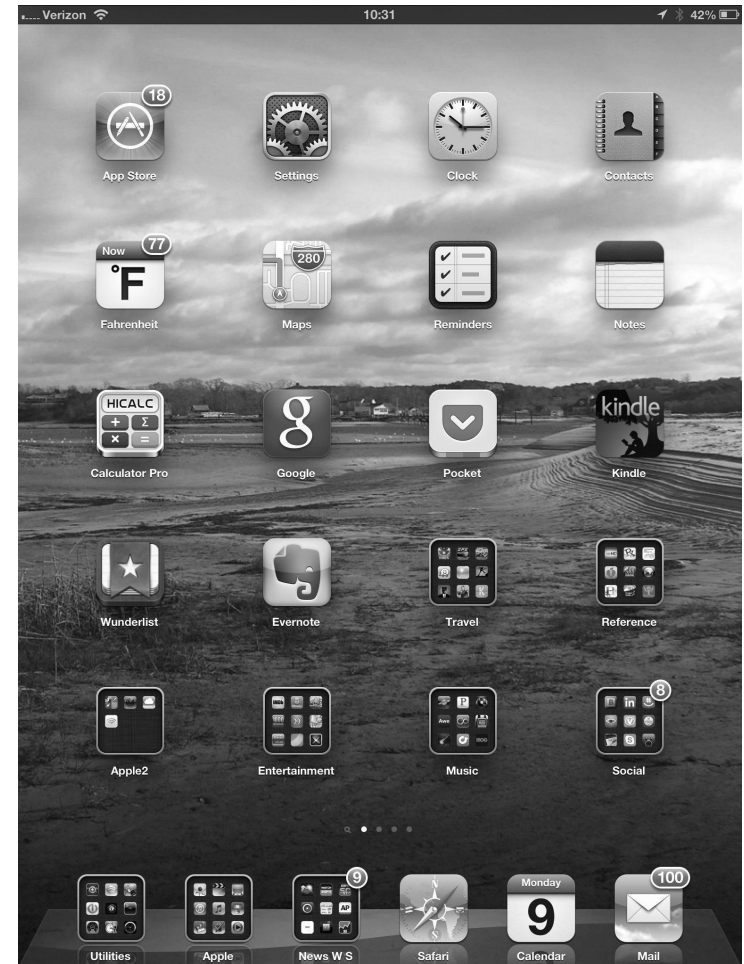 Verizon 10:31 42%
18
App Store Settings Clock Contacts
Now 77
280
°F
Fahrenheit Maps Reminders Notes
HICALC
kindle
+ Σ
g
× =
Calculator Pro Google Pocket Kindle
Wunderlist Evernote Travel Reference
8
in
P
Apple2 Entertainment Music Social
9
100
Monday
AP
9
N
Utilities Apple News W S Safari Calendar Mail